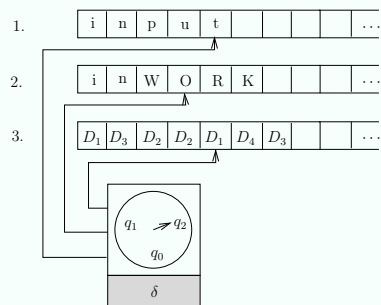 1. i n p u t ...
2. i n W O R K ...
3. D₁ D₃ D₂ D₂ D₁ D₄ D₃ ...
q₁ q₂
q₀
δ